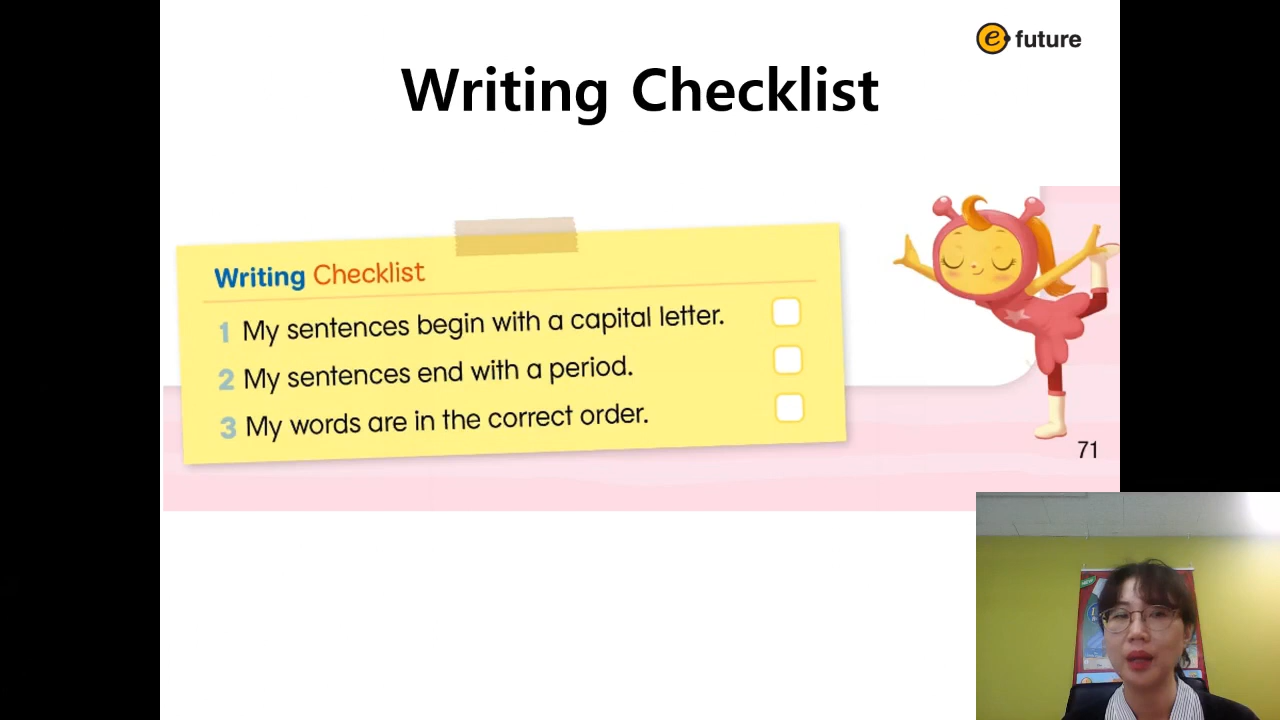 e future
Writing Checklist
Writing Checklist
1 My sentences begin with a capital letter.
2 My sentences end with a period.
3 My words are in the correct order.
71